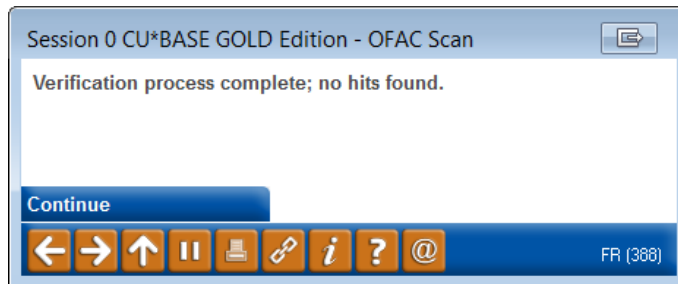 Session 0 CU*BASE GOLD Edition - OFAC Scan
Verification process complete; no hits found.
Continue
i ? @
FR (388)